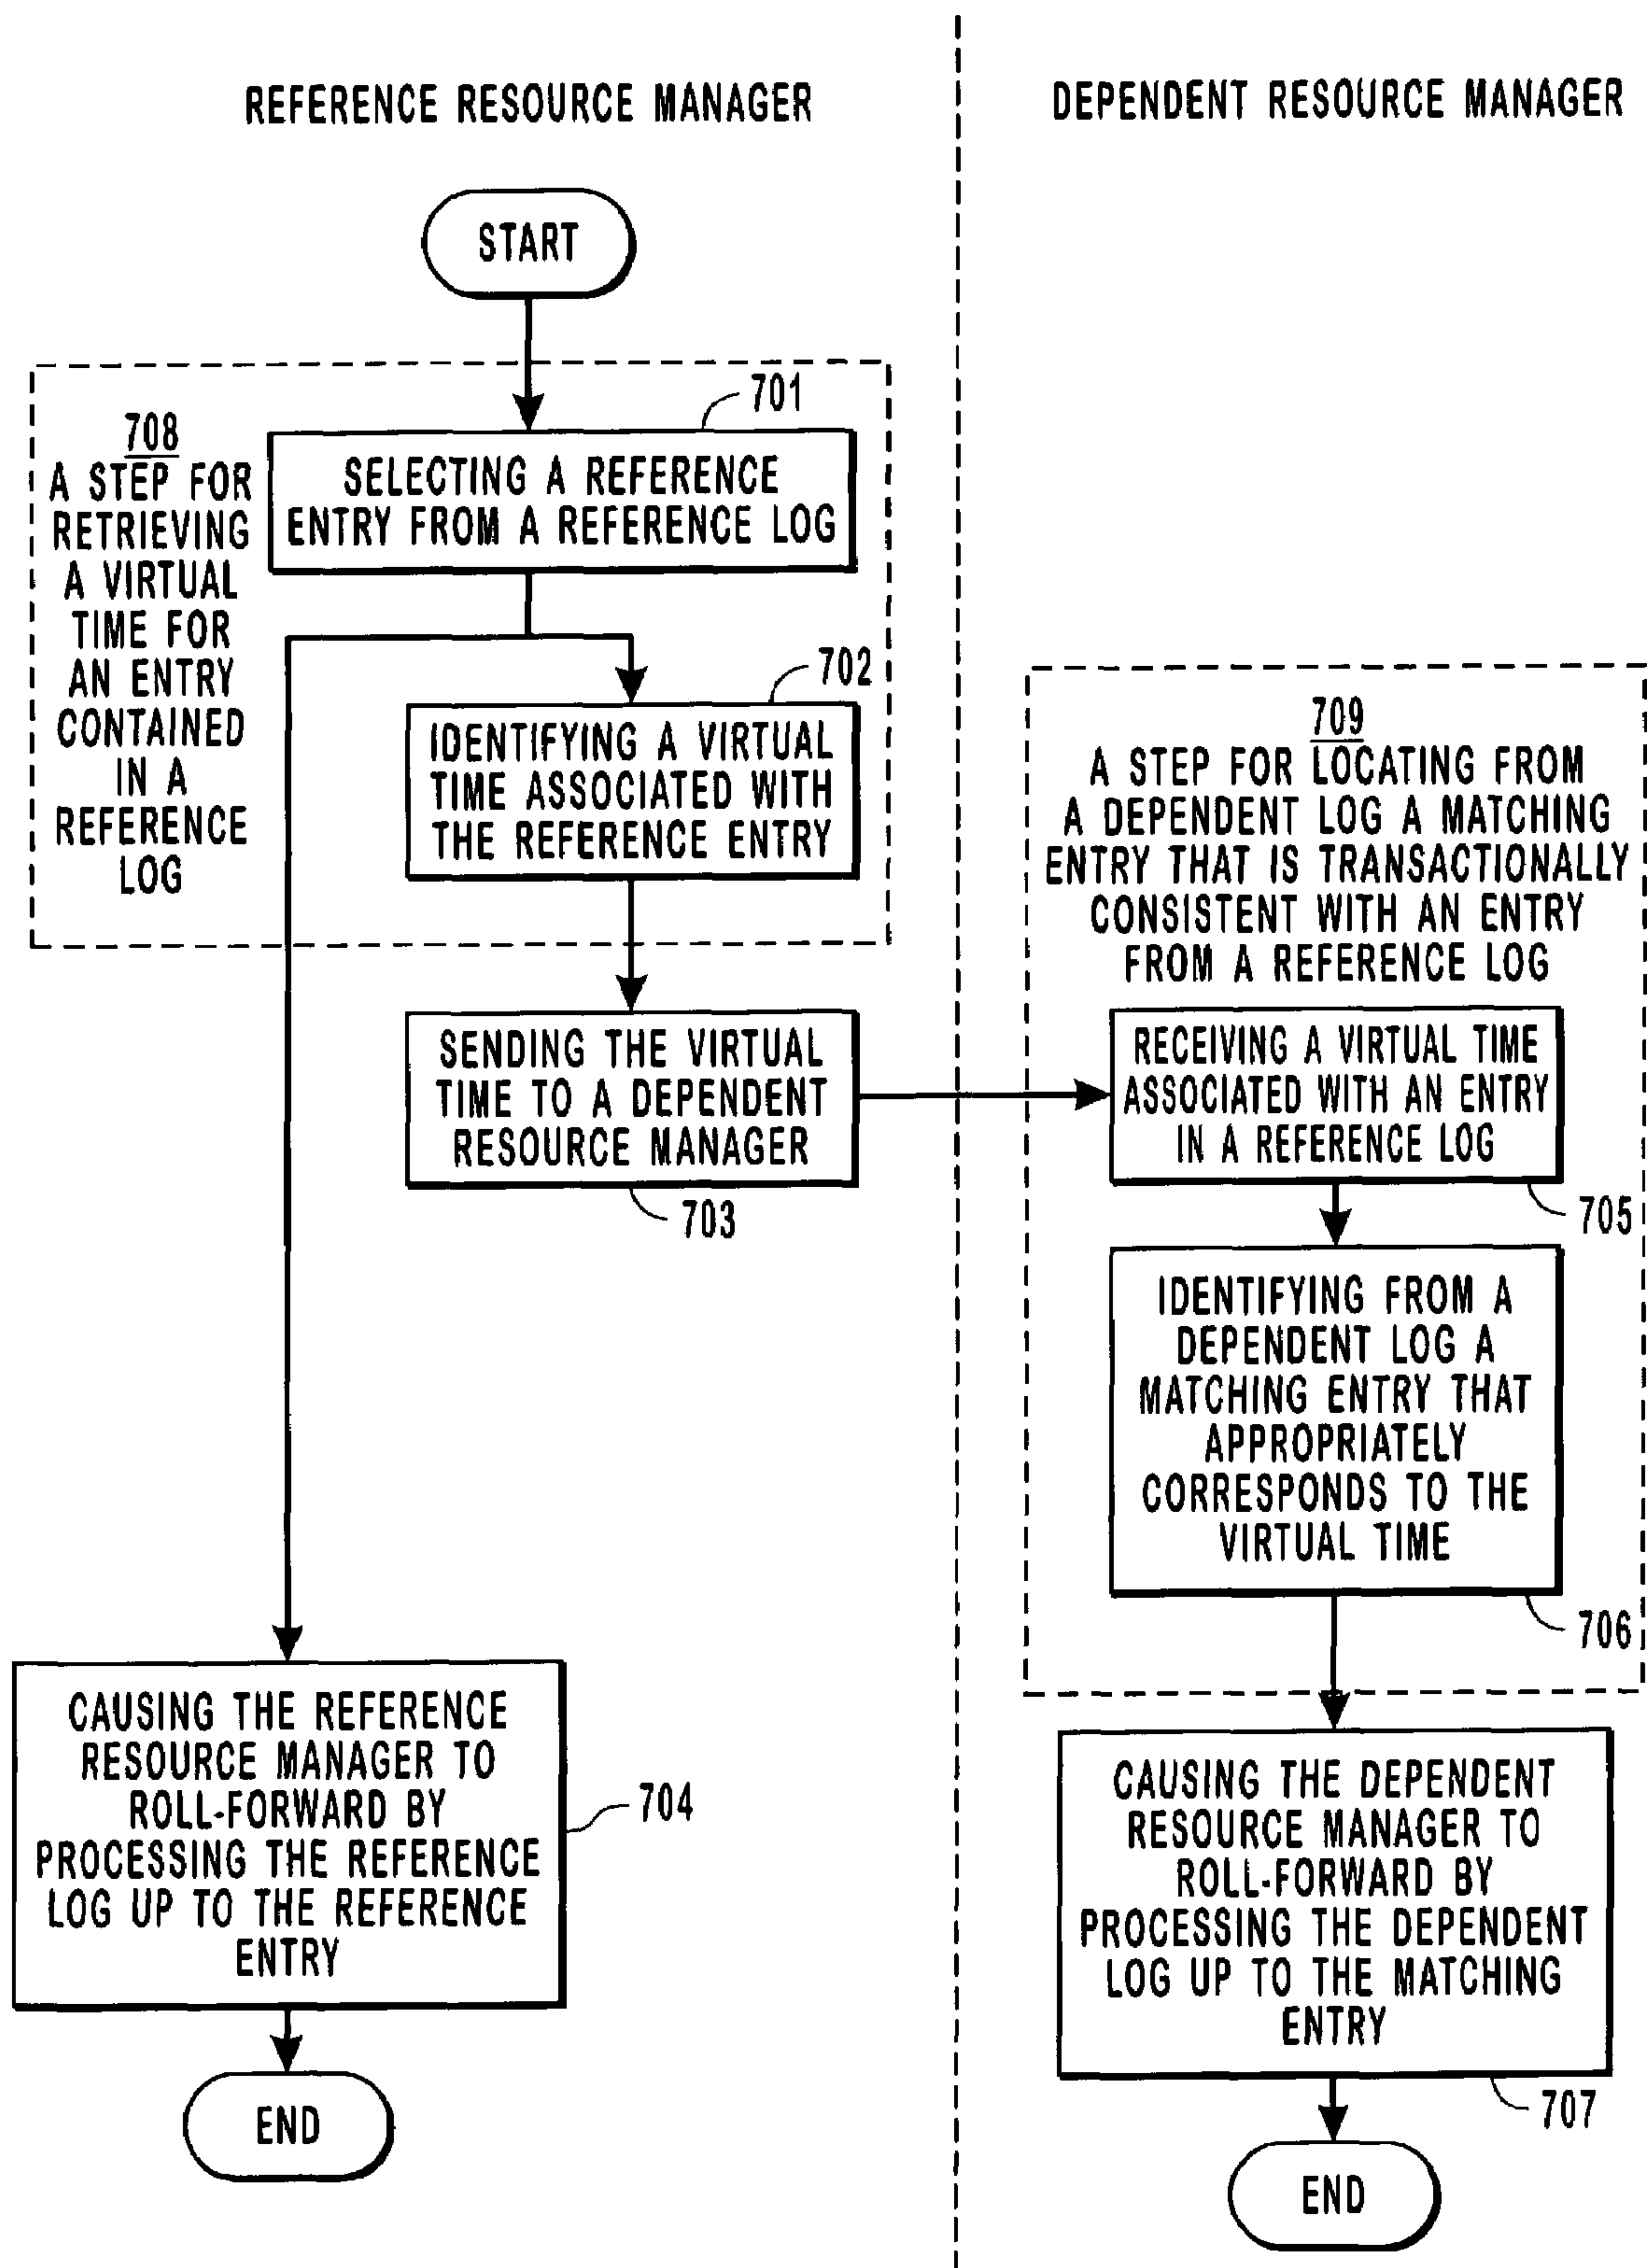 REFERENCE RESOURCE MANAGER
DEPENDENT RESOURCE MANAGER
START
701
708
A STEP FOR
RETRIEVING
A VIRTUAL
TIME FOR
AN ENTRY
CONTAINED
IN A
REFERENCE
LOG
SELECTING A REFERENCE
ENTRY FROM A REFERENCE LOG
702
IDENTIFYING A VIRTUAL
TIME ASSOCIATED WITH
THE REFERENCE ENTRY
709
A STEP FOR LOCATING FROM
A DEPENDENT LOG A MATCHING
ENTRY THAT IS TRANSACTIONALLY
CONSISTENT WITH AN ENTRY
FROM A REFERENCE LOG
SENDING THE VIRTUAL
TIME TO A DEPENDENT
RESOURCE MANAGER
703
RECEIVING A VIRTUAL TIME
ASSOCIATED WITH AN ENTRY
IN A REFERENCE LOG
705
IDENTIFYING FROM A
DEPENDENT LOG A
MATCHING ENTRY THAT
APPROPRIATELY
CORRESPONDS TO THE
VIRTUAL TIME
706
CAUSING THE REFERENCE
RESOURCE MANAGER TO
ROLL-FORWARD BY
PROCESSING THE REFERENCE
LOG UP TO THE REFERENCE
ENTRY
704
CAUSING THE DEPENDENT
RESOURCE MANAGER TO
ROLL-FORWARD BY
PROCESSING THE DEPENDENT
LOG UP TO THE MATCHING
ENTRY
707
END
END